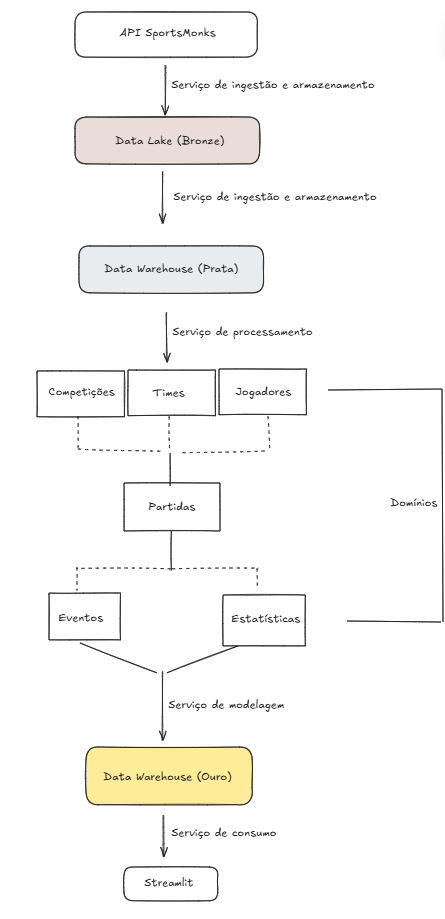 API SportsMonks
Serviço de ingestão e armazenamento
Data Lake (Bronze)
Serviço de ingestão e armazenamento
Data Warehouse (Prata)
Serviço de processamento
Competições
Times
Jogadores
Domínios
Partidas
Eventos
Estatísticas
Serviço de modelagem
Data Warehouse (Ouro)
Serviço de consumo
Streamlit